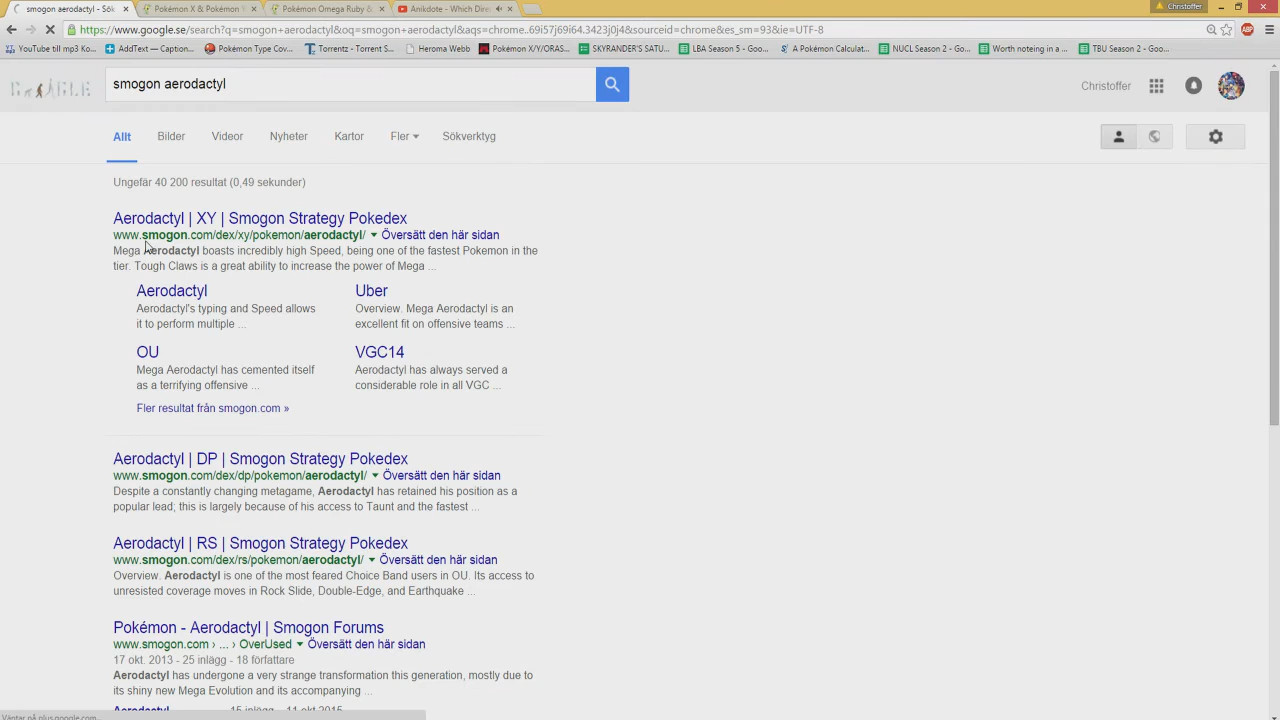 smogon aerodactyl - Sök
Pokémon X & Pokémon Y
Pokémon Omega Ruby &
Anikdote - Which Dire
Christoffer
https://www.google.se/search?q=smogon+aerodactyl&oq=smogon+aerodactyl&aqs=chrome..69i57j69i64.3423j0j4&sourceid=chrome&es_sm=93&ie=UTF-8
YouTube till mp3 Ko...
AddText — Caption...
Pokémon Type Cov...
Torrentz - Torrent S...
Heroma Webb
Pokémon X/Y/ORAS...
SKYRANDER'S SATU...
LBA Season 5 - Goo...
A Pokémon Calculat...
NUCL Season 2 - Go...
Worth noteing in a ...
TBU Season 2 - Goo...
smogon aerodactyl
Christoffer
Allt
Bilder
Videor
Nyheter
Kartor
Fler
Sökverktyg
Ungefär 40 200 resultat (0,49 sekunder)
Aerodactyl | XY | Smogon Strategy Pokedex
www.smogon.com/dex/xy/pokemon/aerodactyl/ Översätt den här sidan
Mega Aerodactyl boasts incredibly high Speed, being one of the fastest Pokemon in the
tier. Tough Claws is a great ability to increase the power of Mega ...
Aerodactyl
Aerodactyl's typing and Speed allows
it to perform multiple ...
Uber
Overview. Mega Aerodactyl is an
excellent fit on offensive teams ...
OU
Mega Aerodactyl has cemented itself
as a terrifying offensive ...
VGC14
Aerodactyl has always served a
considerable role in all VGC ...
Fler resultat från smogon.com »
Aerodactyl | DP | Smogon Strategy Pokedex
www.smogon.com/dex/dp/pokemon/aerodactyl/ Översätt den här sidan
Despite a constantly changing metagame, Aerodactyl has retained his position as a
popular lead; this is largely because of his access to Taunt and the fastest ...
Aerodactyl | RS | Smogon Strategy Pokedex
www.smogon.com/dex/rs/pokemon/aerodactyl/ Översätt den här sidan
Overview. Aerodactyl is one of the most feared Choice Band users in OU. Its access to
unresisted coverage moves in Rock Slide, Double-Edge, and Earthquake ...
Pokémon - Aerodactyl | Smogon Forums
www.smogon.com › ... › OverUsed Översätt den här sidan
17 okt. 2013 - 25 inlägg - 18 författare
Aerodactyl has undergone a very strange transformation this generation, mostly due to
its shiny new Mega Evolution and its accompanying ...
Aerodactyl 15 inlägg 11 okt 2015
Väntar på plus.google.com...